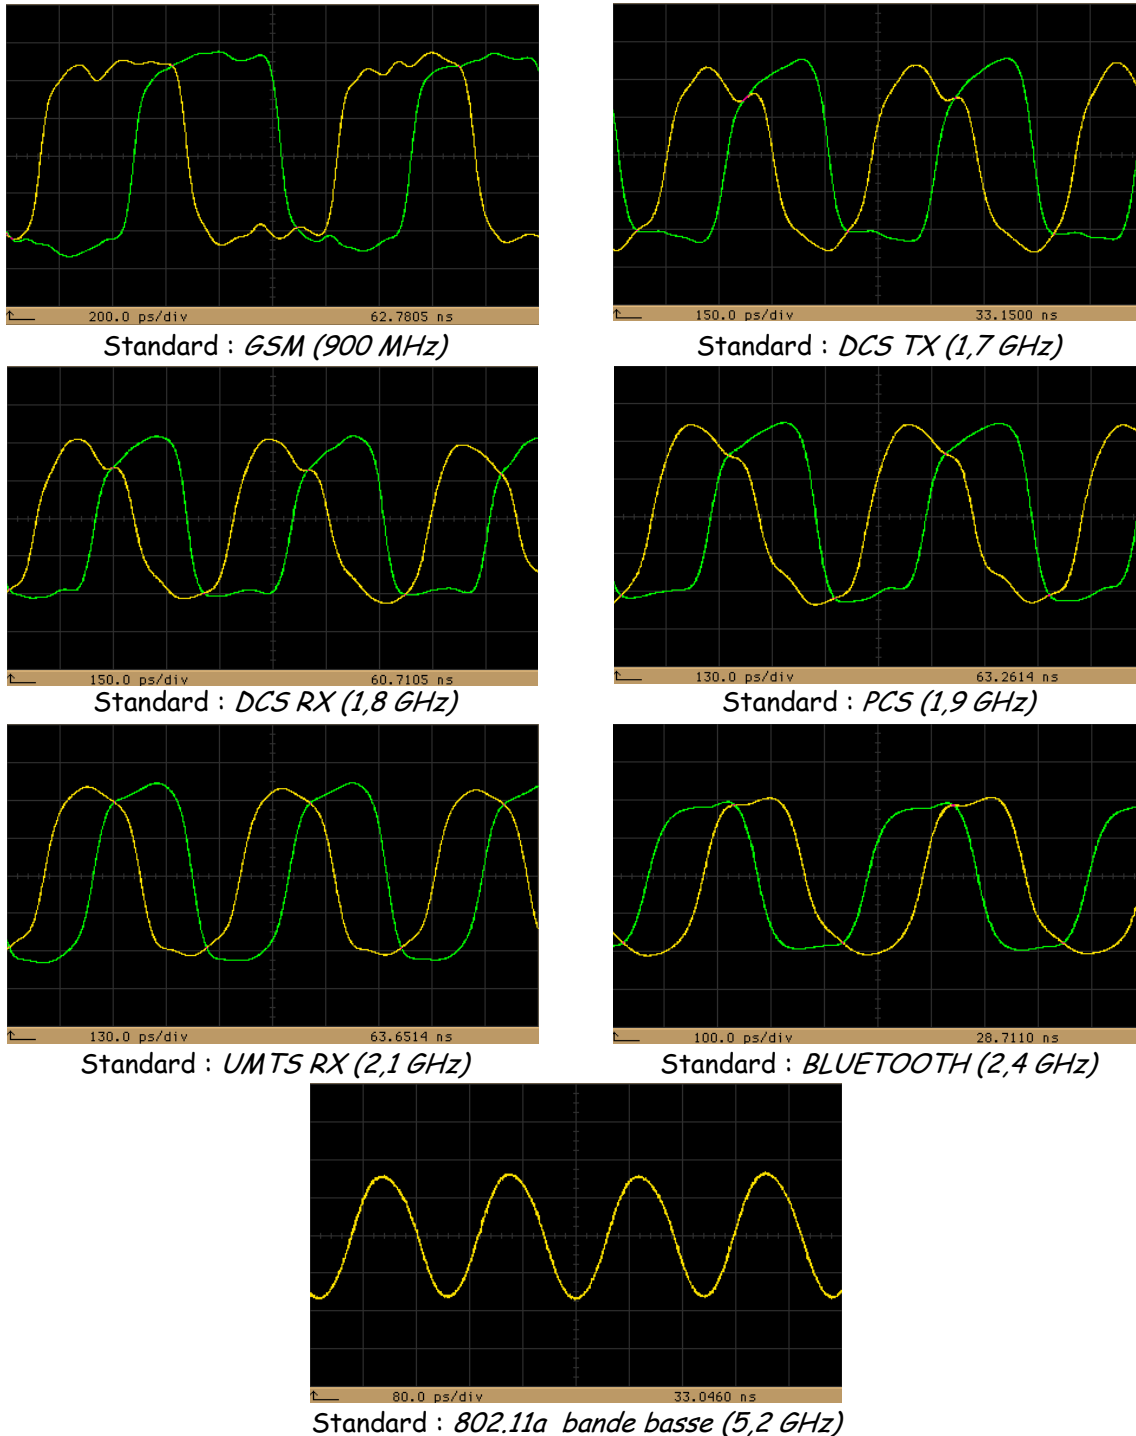 200.0 ps/div 62.7805 ns
150.0 ps/div 33.1500 ns
Standard : GSM (900 MHz)
Standard : DCS TX (1,7 GHz)
150.0 ps/div 60.7105 ns
130.0 ps/div 63.2614 ns
Standard : DCS RX (1,8 GHz)
Standard : PCS (1,9 GHz)
130.0 ps/div 63.6514 ns
100.0 ps/div 28.7110 ns
Standard : UMTS RX (2,1 GHz)
Standard : BLUETOOTH (2,4 GHz)
80.0 ps/div 33.0460 ns
Standard : 802.11a bande basse (5,2 GHz)